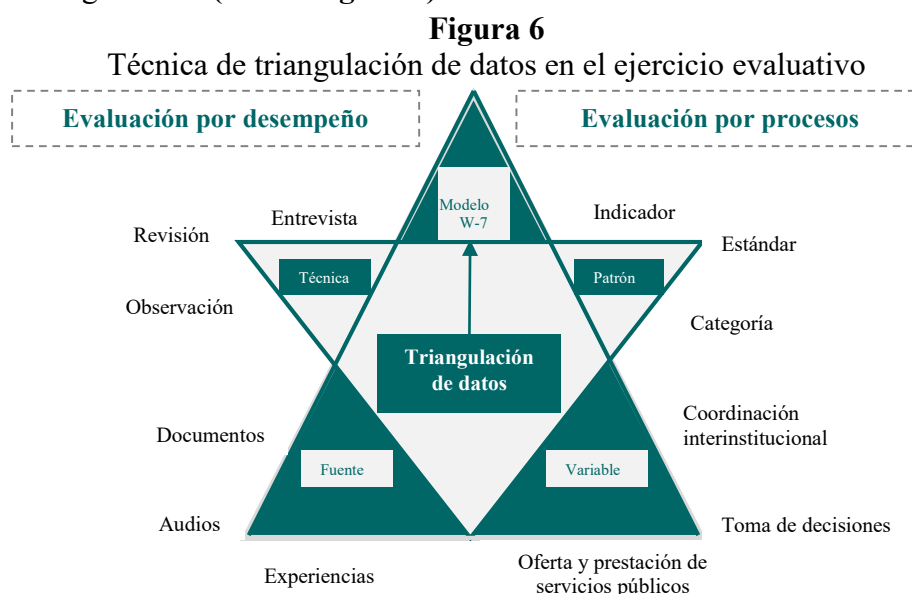 Figura 6
Técnica de triangulación de datos en el ejercicio evaluativo
Evaluación por desempeño
Evaluación por procesos
Modelo
W-7
Entrevista
Indicador
Revisión
Estándar
Técnica
Patrón
Observación
Categoría
Triangulación
de datos
Coordinación
interinstitucional
Documentos
Fuente
Variable
Audios
Toma de decisiones
Experiencias
Oferta y prestación de
servicios públicos